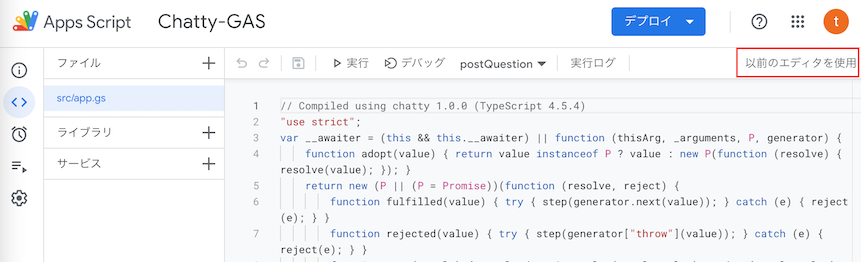 Apps Script Chatty-GAS デプロイ t
ファイル 実行 デバッグ postQuestion 実行ログ 以前のエディタを使用
src/app.gs
ライブラリ
サービス
1 // Compiled using chatty 1.0.0 (TypeScript 4.5.4)
2 "use strict";
3 var __awaiter = (this && this.__awaiter) || function (thisArg, _arguments, P, generator) {
4 function adopt(value) { return value instanceof P ? value : new P(function (resolve) {
resolve(value); }); }
5 return new (P || (P = Promise))(function (resolve, reject) {
6 function fulfilled(value) { try { step(generator.next(value)); } catch (e) { reject
(e); } }
7 function rejected(value) { try { step(generator["throw"](value)); } catch (e) {
reject(e); } }